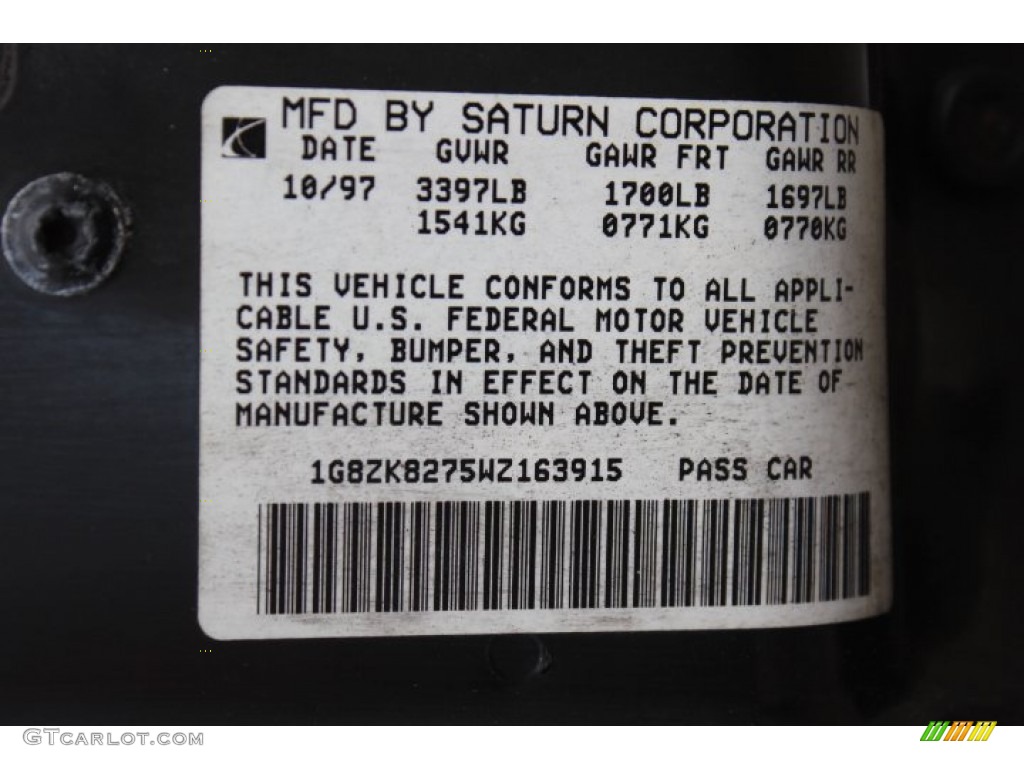 MFD BY SATURN CORPORATION
DATE GVWR GAWR FRT GAWR RR
10/97 3397LB 1700LB 1697LB
1541KG 0771KG 0770KG
THIS VEHICLE CONFORMS TO ALL APPLI-
CABLE U.S. FEDERAL MOTOR VEHICLE
SAFETY, BUMPER, AND THEFT PREVENTION
STANDARDS IN EFFECT ON THE DATE OF
MANUFACTURE SHOWN ABOVE.
1G8ZK8275WZ163915 PASS CAR
GTCARLOT.COM